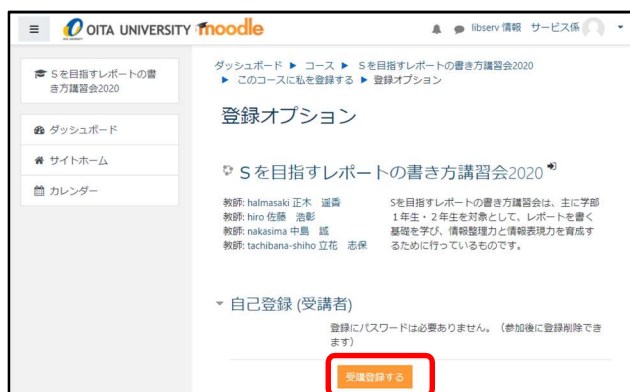 OITA UNIVERSITY moodle
libserv 情報 サービス係
Sを目指すレポートの書き方講習会2020
ダッシュボード
サイトホーム
カレンダー
ダッシュボード ▶ コース ▶ Sを目指すレポートの書き方講習会2020
▶ このコースに私を登録する ▶ 登録オプション
登録オプション
Sを目指すレポートの書き方講習会2020
教師: halmasaki 正木 遥香
教師: hiro 佐藤 浩彰
教師: nakasima 中島 誠
教師: tachibana-shiho 立花 志保
Sを目指すレポートの書き方講習会は、主に学部
1年生・2年生を対象として、レポートを書く
基礎を学び、情報整理力と情報表現力を育成す
るために行っているものです。
自己登録 (受講者)
登録にパスワードは必要ありません。(参加後に登録削除でき
ます)
受講登録する